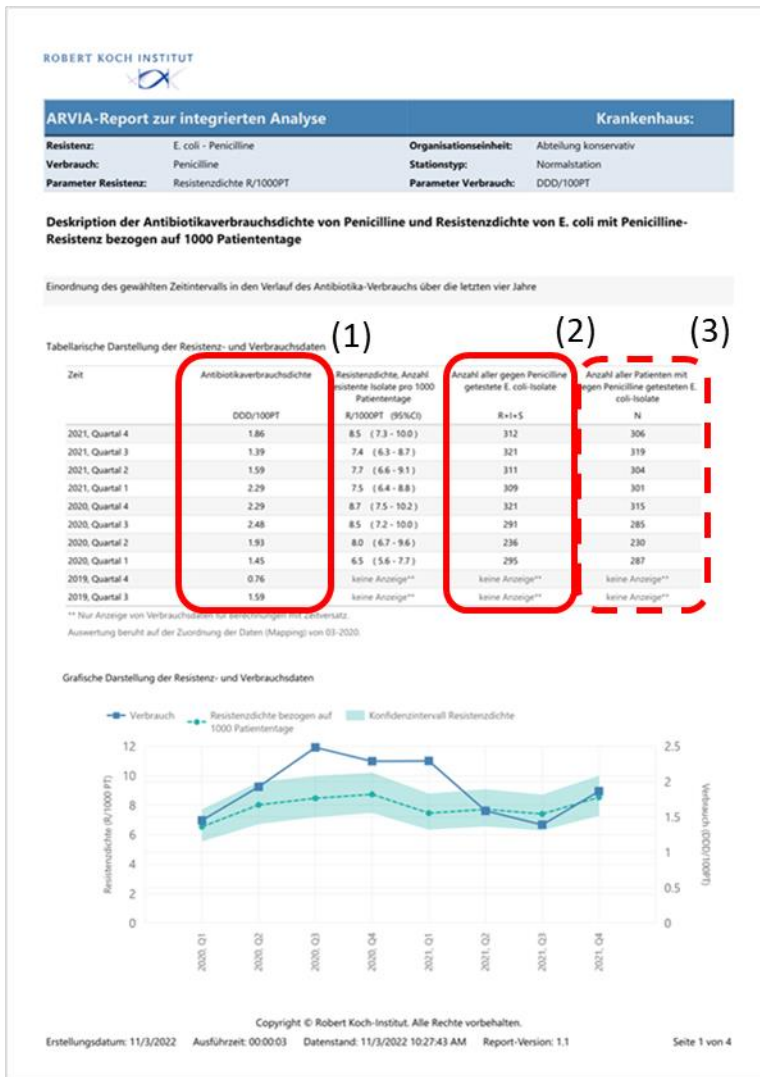 ROBERT KOCH INSTITUT
ARVIA-Report zur integrierten Analyse Krankenhaus:
Resistenz: E. coli - Penicilline Organisationseinheit: Abteilung konservativ
Verbrauch: Penicilline Stationstyp: Normalstation
Parameter Resistenz: Resistenzdichte R/1000PT Parameter Verbrauch: DDD/100PT
Deskription der Antibiotikaverbrauchsdichte von Penicilline und Resistenzdichte von E. coli mit Penicilline-
Resistenz bezogen auf 1000 Patiententage
Einordnung des gewählten Zeitintervalls in den Verlauf des Antibiotika-Verbrauchs über die letzten vier Jahre
(1) (2) (3)
Tabellarische Darstellung der Resistenz- und Verbrauchsdaten
Zeit Antibiotikaverbrauchsdichte Resistenzdichte, Anzahl Anzahl aller gegen Penicilline Anzahl aller Patienten mit
esistente Isolate pro 1000 getestete E. coli-Isolate gegen Penicilline getesteten E.
Patiententage coli-Isolate
DDD/100PT R/1000PT (95%CI) R+I+S N
2021, Quartal 4 1.86 8.5 (7.3 - 10.0) 312 306
2021, Quartal 3 1.39 7.4 (6.3 - 8.7) 321 319
2021, Quartal 2 1.59 7.7 (6.6 - 9.1) 311 304
2021, Quartal 1 2.29 7.5 (6.4 - 8.8) 309 301
2020, Quartal 4 2.29 8.7 (7.5 - 10.2) 321 315
2020, Quartal 3 2.48 8.5 (7.2 - 10.0) 291 285
2020, Quartal 2 1.93 8.0 (6.7 - 9.6) 236 230
2020, Quartal 1 1.45 6.5 (5.6 - 7.7) 295 287
2019, Quartal 4 0.76 keine Anzeige** keine Anzeige** keine Anzeige**
2019, Quartal 3 1.59 keine Anzeige** keine Anzeige** keine Anzeige**
** Nur Anzeige von Verbrauchsdaten für Berechnungen mit Zeitversatz.
Auswertung beruht auf der Zuordnung der Daten (Mapping) von 03-2020.
Grafische Darstellung der Resistenz- und Verbrauchsdaten
Verbrauch Resistenzdichte bezogen auf Konfidenzintervall Resistenzdichte
1000 Patiententage
Resistenzdichte (R/1000 PT)
12
10
8
6
4
2
0
2.5
2
1.5
1
0.5
0
Verbrauch (DDD/100PT)
2020, Q1 2020, Q2 2020, Q3 2020, Q4 2021, Q1 2021, Q2 2021, Q3 2021, Q4
Copyright © Robert Koch-Institut. Alle Rechte vorbehalten.
Erstellungsdatum: 11/3/2022 Ausführzeit: 00:00:03 Datenstand: 11/3/2022 10:27:43 AM Report-Version: 1.1 Seite 1 von 4